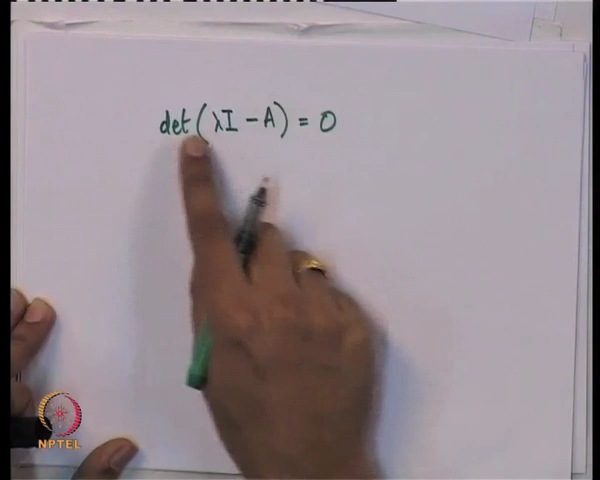 det(λI - A) = 0
NPTEL